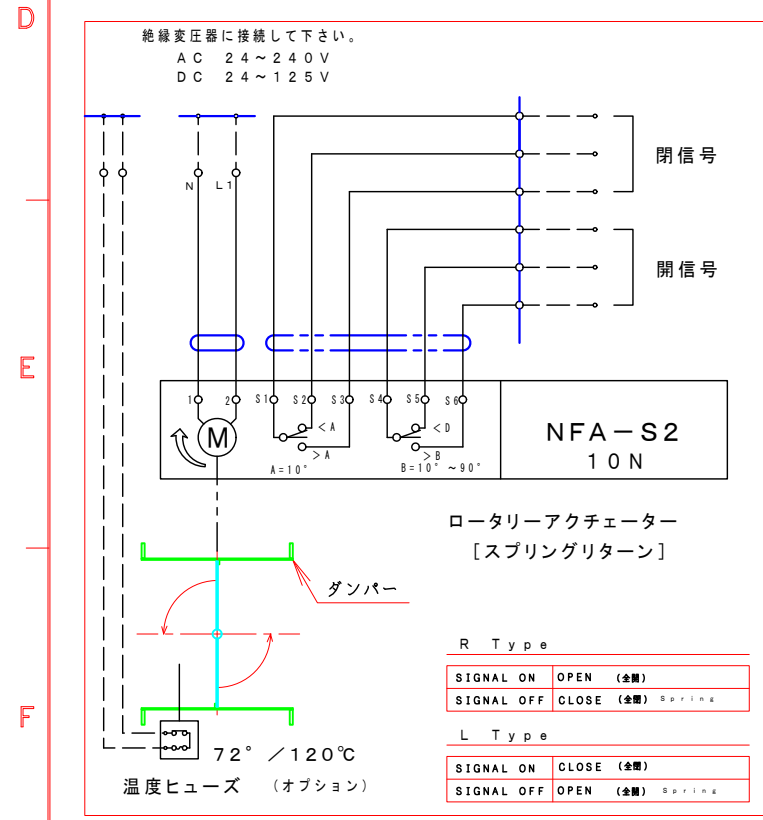 D
絶縁変圧器に接続して下さい。
AC 24~240V
DC 24~125V
閉信号
N L1
開信号
E
1 2 S1 S2 S3 S4 S5 S6
M
<A
>A
A=10°
<D
>B
B=10° ~90°
NFA-S2
10N
ロータリーアクチェーター
[スプリングリターン]
ダンパー
R Type
SIGNAL ON OPEN (全開)
SIGNAL OFF CLOSE (全閉) Spring
F
L Type
SIGNAL ON CLOSE (全閉)
SIGNAL OFF OPEN (全開) Spring
72° /120℃
温度ヒューズ (オプション)